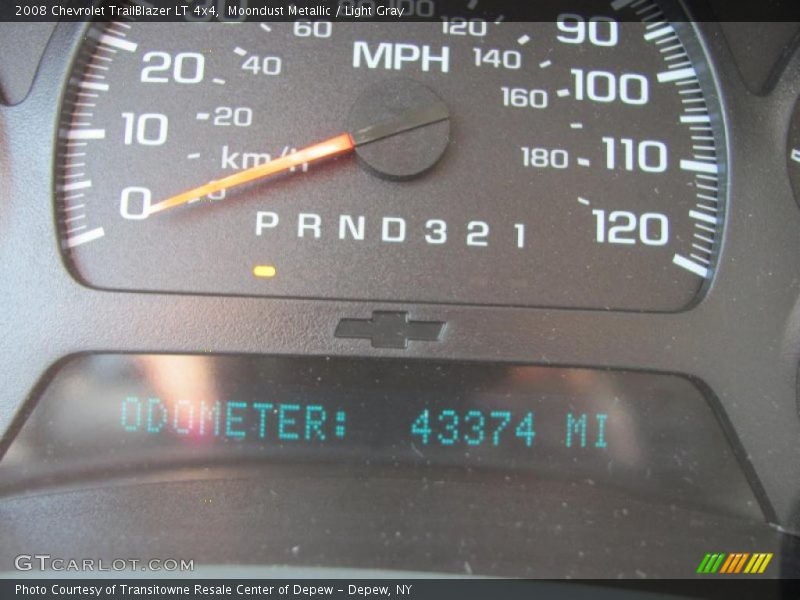 2008 Chevrolet TrailBlazer LT 4x4, Moondust Metallic / Light Gray
60 120 90
20 40 MPH 140 100
160
10 20 110
km/h 180
0 120
P R N D 3 2 1
ODOMETER: 43374 MI
GTCARLOT.COM
Photo Courtesy of Transitowne Resale Center of Depew – Depew, NY